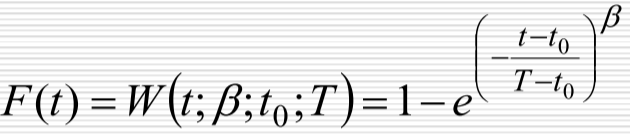 F(t) = W(t; β; t₀; T) = 1 − e^(−(t−t₀)/(T−t₀))^β